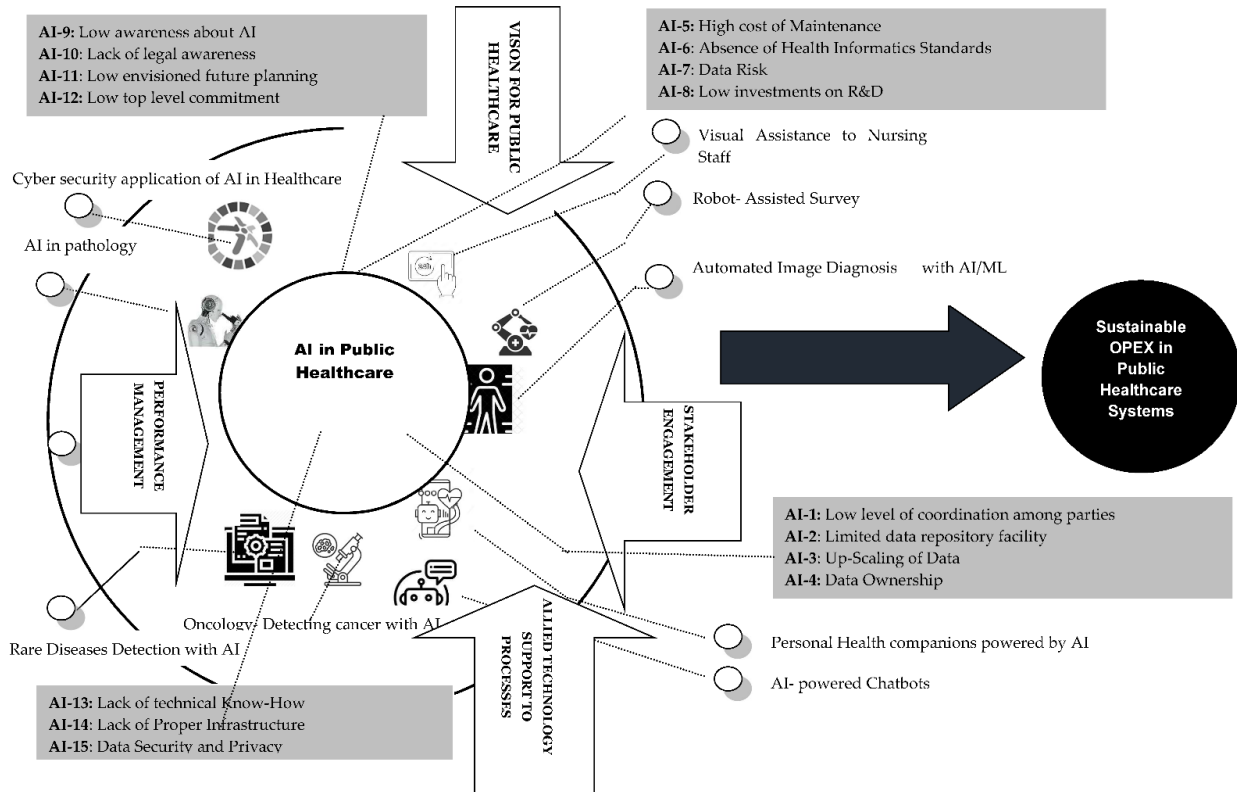 AI-9: Low awareness about AI
AI-10: Lack of legal awareness
AI-11: Low envisioned future planning
AI-12: Low top level commitment
VISON FOR PUBLIC
HEALTHCARE
AI-5: High cost of Maintenance
AI-6: Absence of Health Informatics Standards
AI-7: Data Risk
AI-8: Low investments on R&D
Visual Assistance to Nursing
Staff
Cyber security application of AI in Healthcare
Robot- Assisted Survey
AI in pathology
Automated Image Diagnosis with AI/ML
AI in Public
Healthcare
Sustainable
OPEX in
Public
Healthcare
Systems
PERFORMANCE
MANAGEMENT
STAKEHOLDER
ENGAGEMENT
AI-1: Low level of coordination among parties
AI-2: Limited data repository facility
AI-3: Up-Scaling of Data
AI-4: Data Ownership
Oncology- Detecting cancer with AI
Rare Diseases Detection with AI
ALLIED TECHNOLOGY
SUPPORT TO
PROCESSES
Personal Health companions powered by AI
AI- powered Chatbots
AI-13: Lack of technical Know-How
AI-14: Lack of Proper Infrastructure
AI-15: Data Security and Privacy